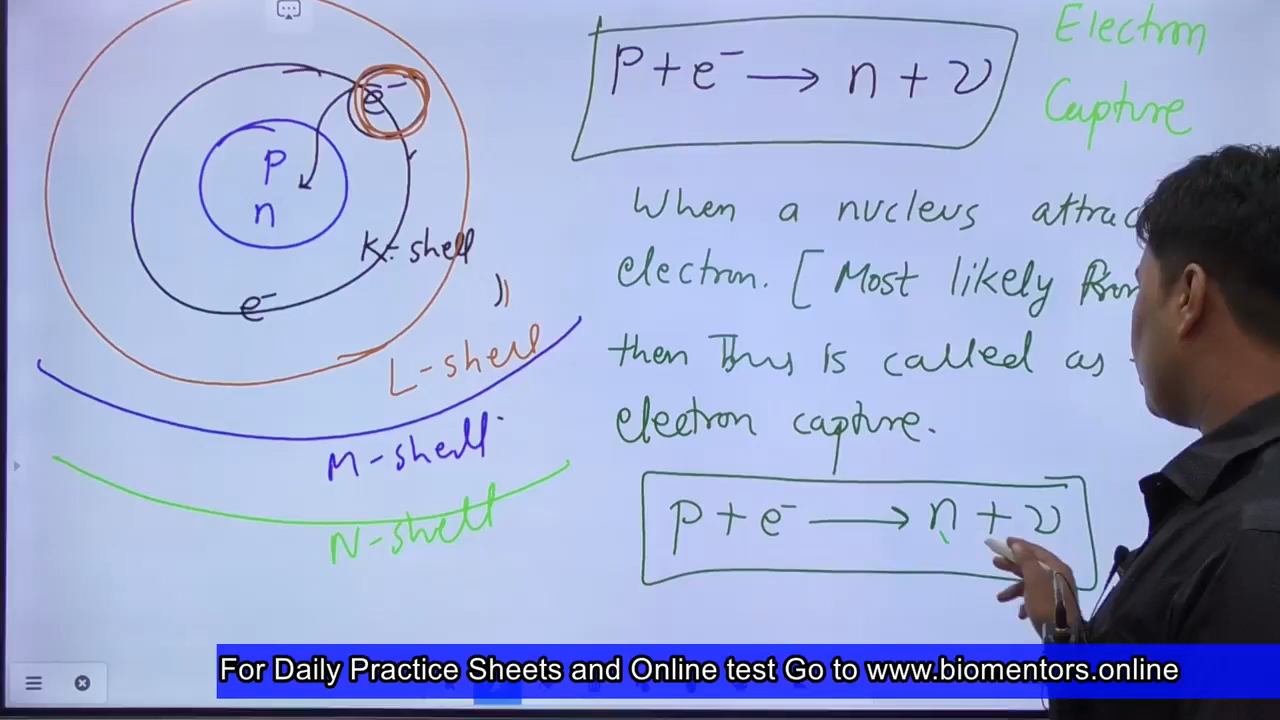 e⁻
p
n
K-shell
e⁻
L-shell
M-shell
N-shell
p + e⁻ → n + ν
Electron
Capture
When a nucleus
electron. [ Most likely
then This is called as
electron capture.
p + e⁻ → n + ν
For Daily Practice Sheets and Online test Go to www.biomentors.online